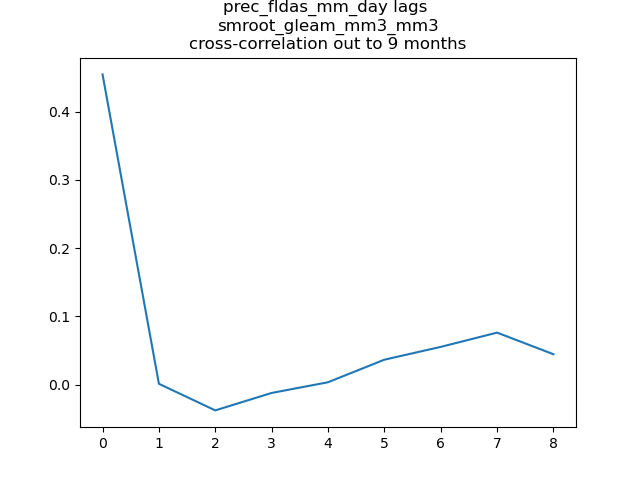 prec_fldas_mm_day lags
smroot_gleam_mm3_mm3
cross-correlation out to 9 months
0.4
0.3
0.2
0.1
0.0
0 1 2 3 4 5 6 7 8